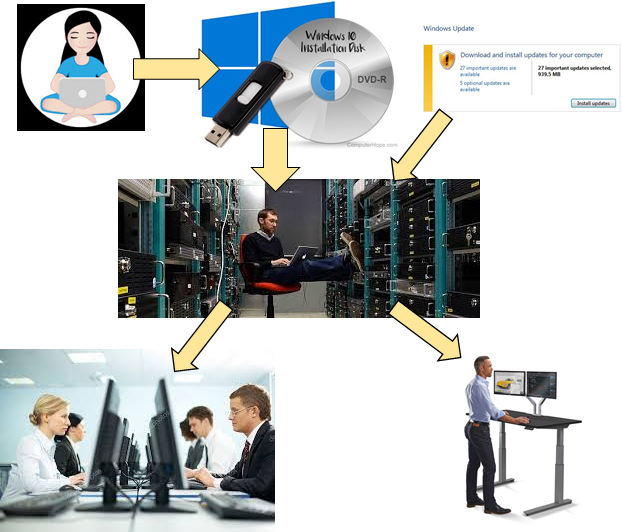 Windows 10
Installation Disk
DVD-R
ComputerHope.com
Windows Update
Download and install updates for your computer
27 important updates are
available
5 optional updates are
available
27 important updates selected,
939.5 MB
Install updates